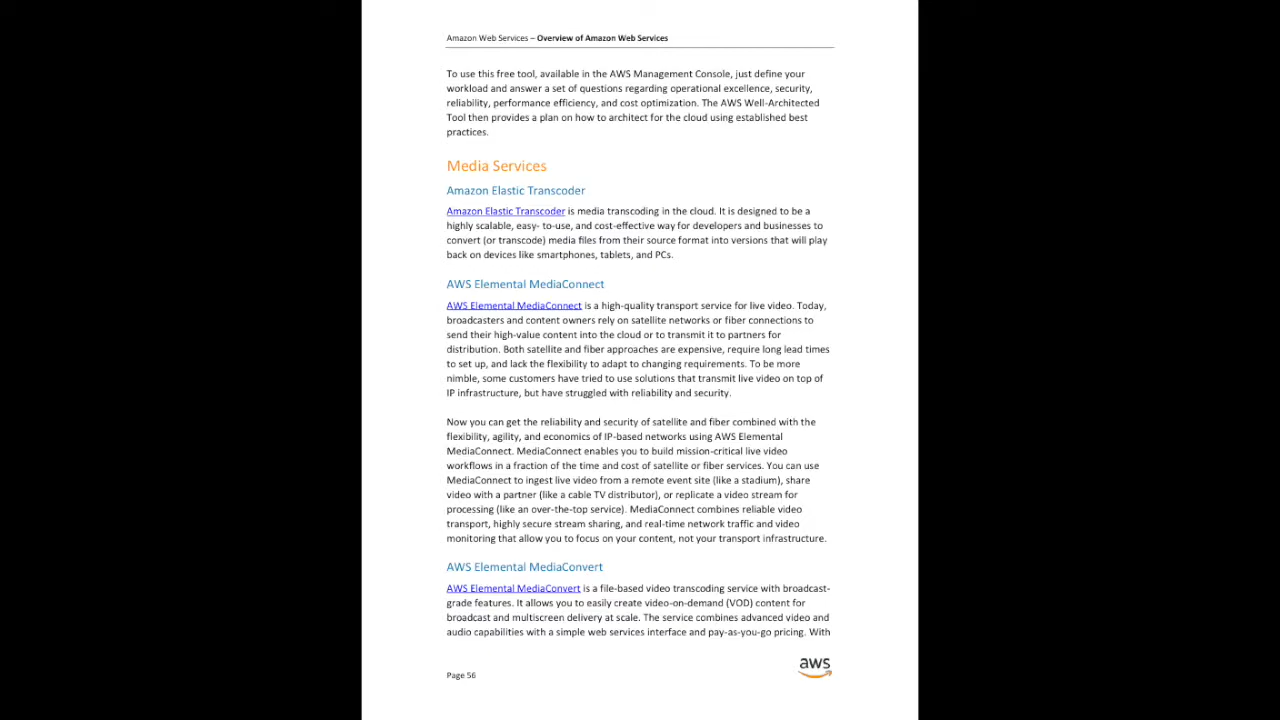 Amazon Web Services – Overview of Amazon Web Services
To use this free tool, available in the AWS Management Console, just define your
workload and answer a set of questions regarding operational excellence, security,
reliability, performance efficiency, and cost optimization. The AWS Well-Architected
Tool then provides a plan on how to architect for the cloud using established best
practices.
Media Services
Amazon Elastic Transcoder
Amazon Elastic Transcoder is media transcoding in the cloud. It is designed to be a
highly scalable, easy- to-use, and cost-effective way for developers and businesses to
convert (or transcode) media files from their source format into versions that will play
back on devices like smartphones, tablets, and PCs.
AWS Elemental MediaConnect
AWS Elemental MediaConnect is a high-quality transport service for live video. Today,
broadcasters and content owners rely on satellite networks or fiber connections to
send their high-value content into the cloud or to transmit it to partners for
distribution. Both satellite and fiber approaches are expensive, require long lead times
to set up, and lack the flexibility to adapt to changing requirements. To be more
nimble, some customers have tried to use solutions that transmit live video on top of
IP infrastructure, but have struggled with reliability and security.
Now you can get the reliability and security of satellite and fiber combined with the
flexibility, agility, and economics of IP-based networks using AWS Elemental
MediaConnect. MediaConnect enables you to build mission-critical live video
workflows in a fraction of the time and cost of satellite or fiber services. You can use
MediaConnect to ingest live video from a remote event site (like a stadium), share
video with a partner (like a cable TV distributor), or replicate a video stream for
processing (like an over-the-top service). MediaConnect combines reliable video
transport, highly secure stream sharing, and real-time network traffic and video
monitoring that allow you to focus on your content, not your transport infrastructure.
AWS Elemental MediaConvert
AWS Elemental MediaConvert is a file-based video transcoding service with broadcast-
grade features. It allows you to easily create video-on-demand (VOD) content for
broadcast and multiscreen delivery at scale. The service combines advanced video and
audio capabilities with a simple web services interface and pay-as-you-go pricing. With
aws
Page 56